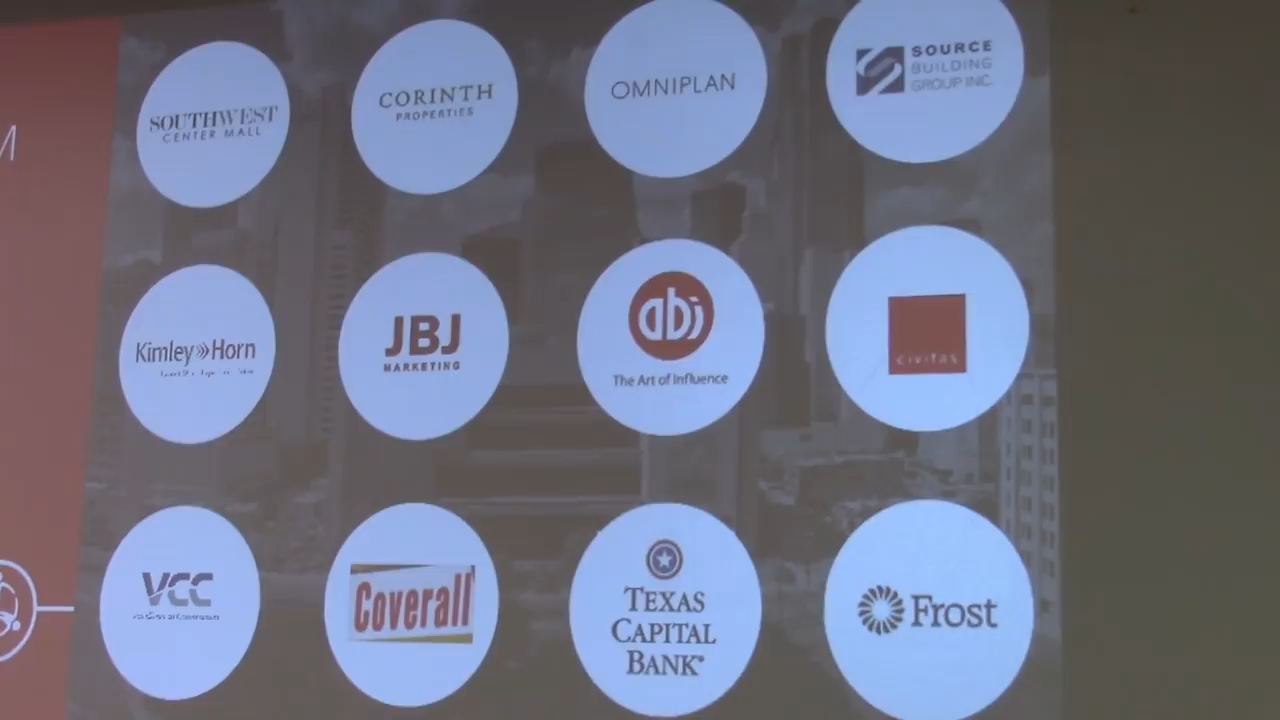 M
SOUTHWEST
CENTER MALL
CORINTH
PROPERTIES
OMNIPLAN
SOURCE
BUILDING
GROUP INC.
Kimley»Horn
JBJ
MARKETING
abi
The Art of Influence
civitas
VCC
Coverall
TEXAS
CAPITAL
BANK®
Frost